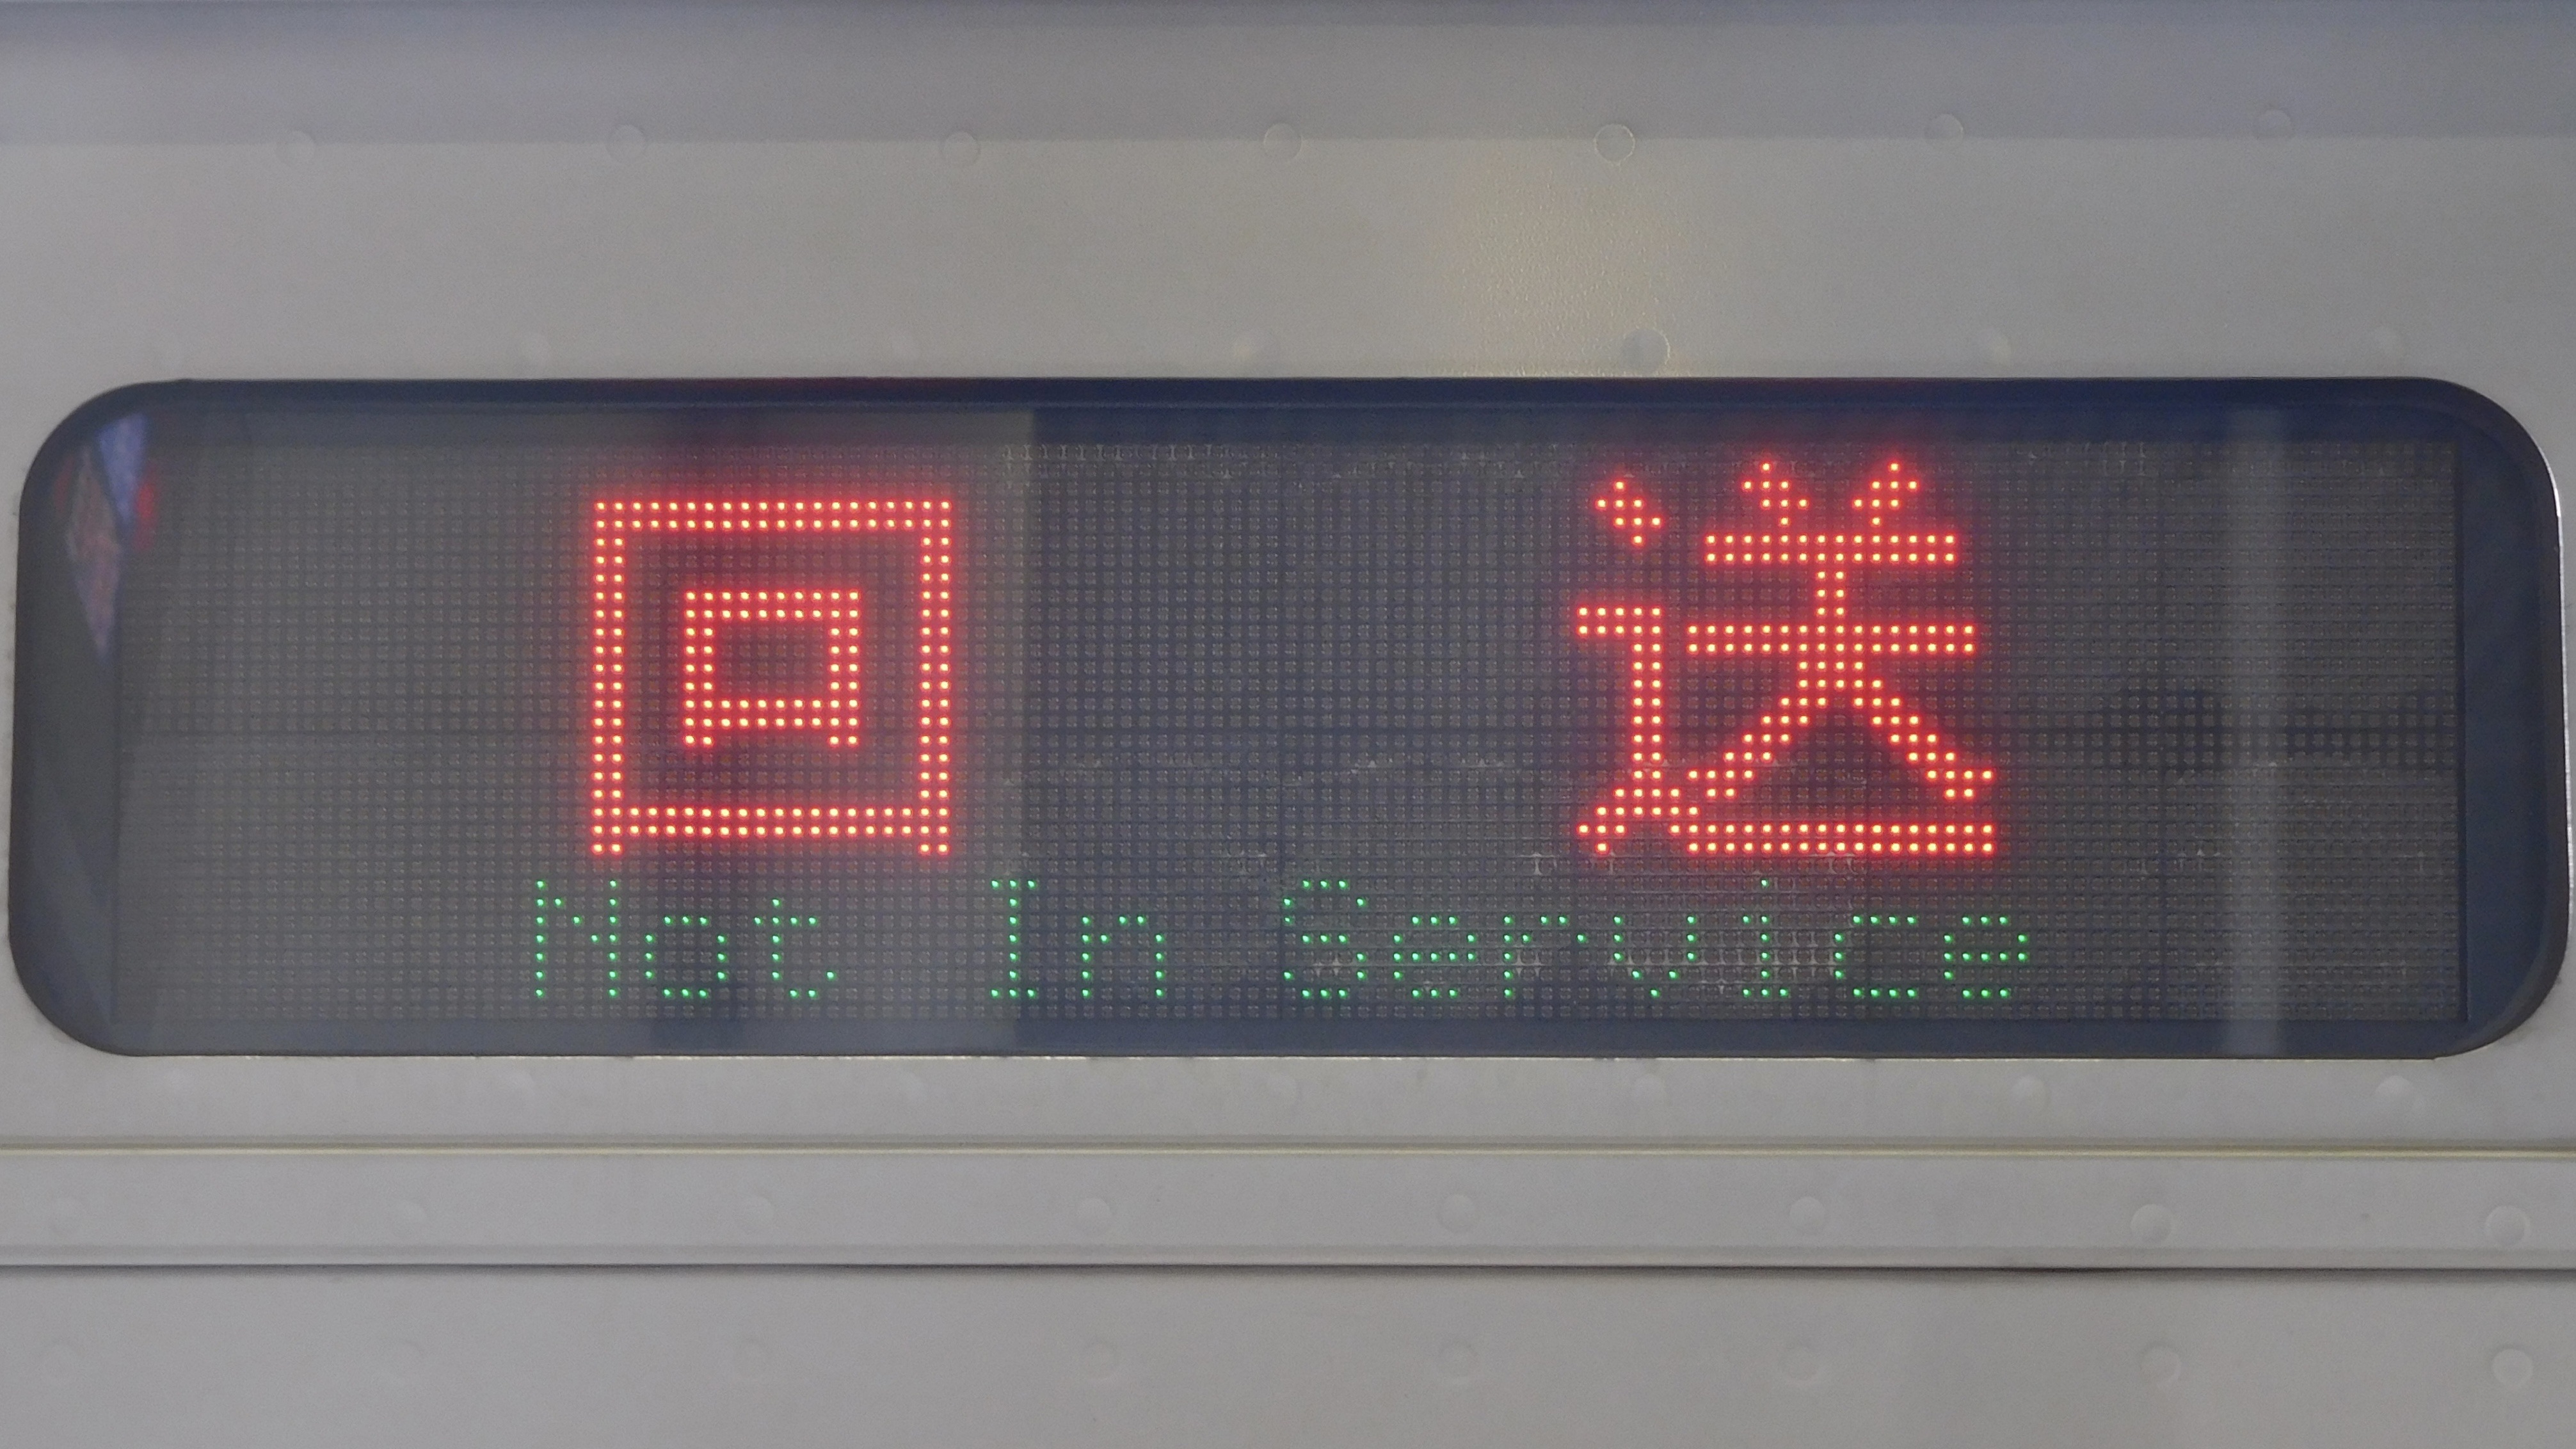 回送
Not In Service